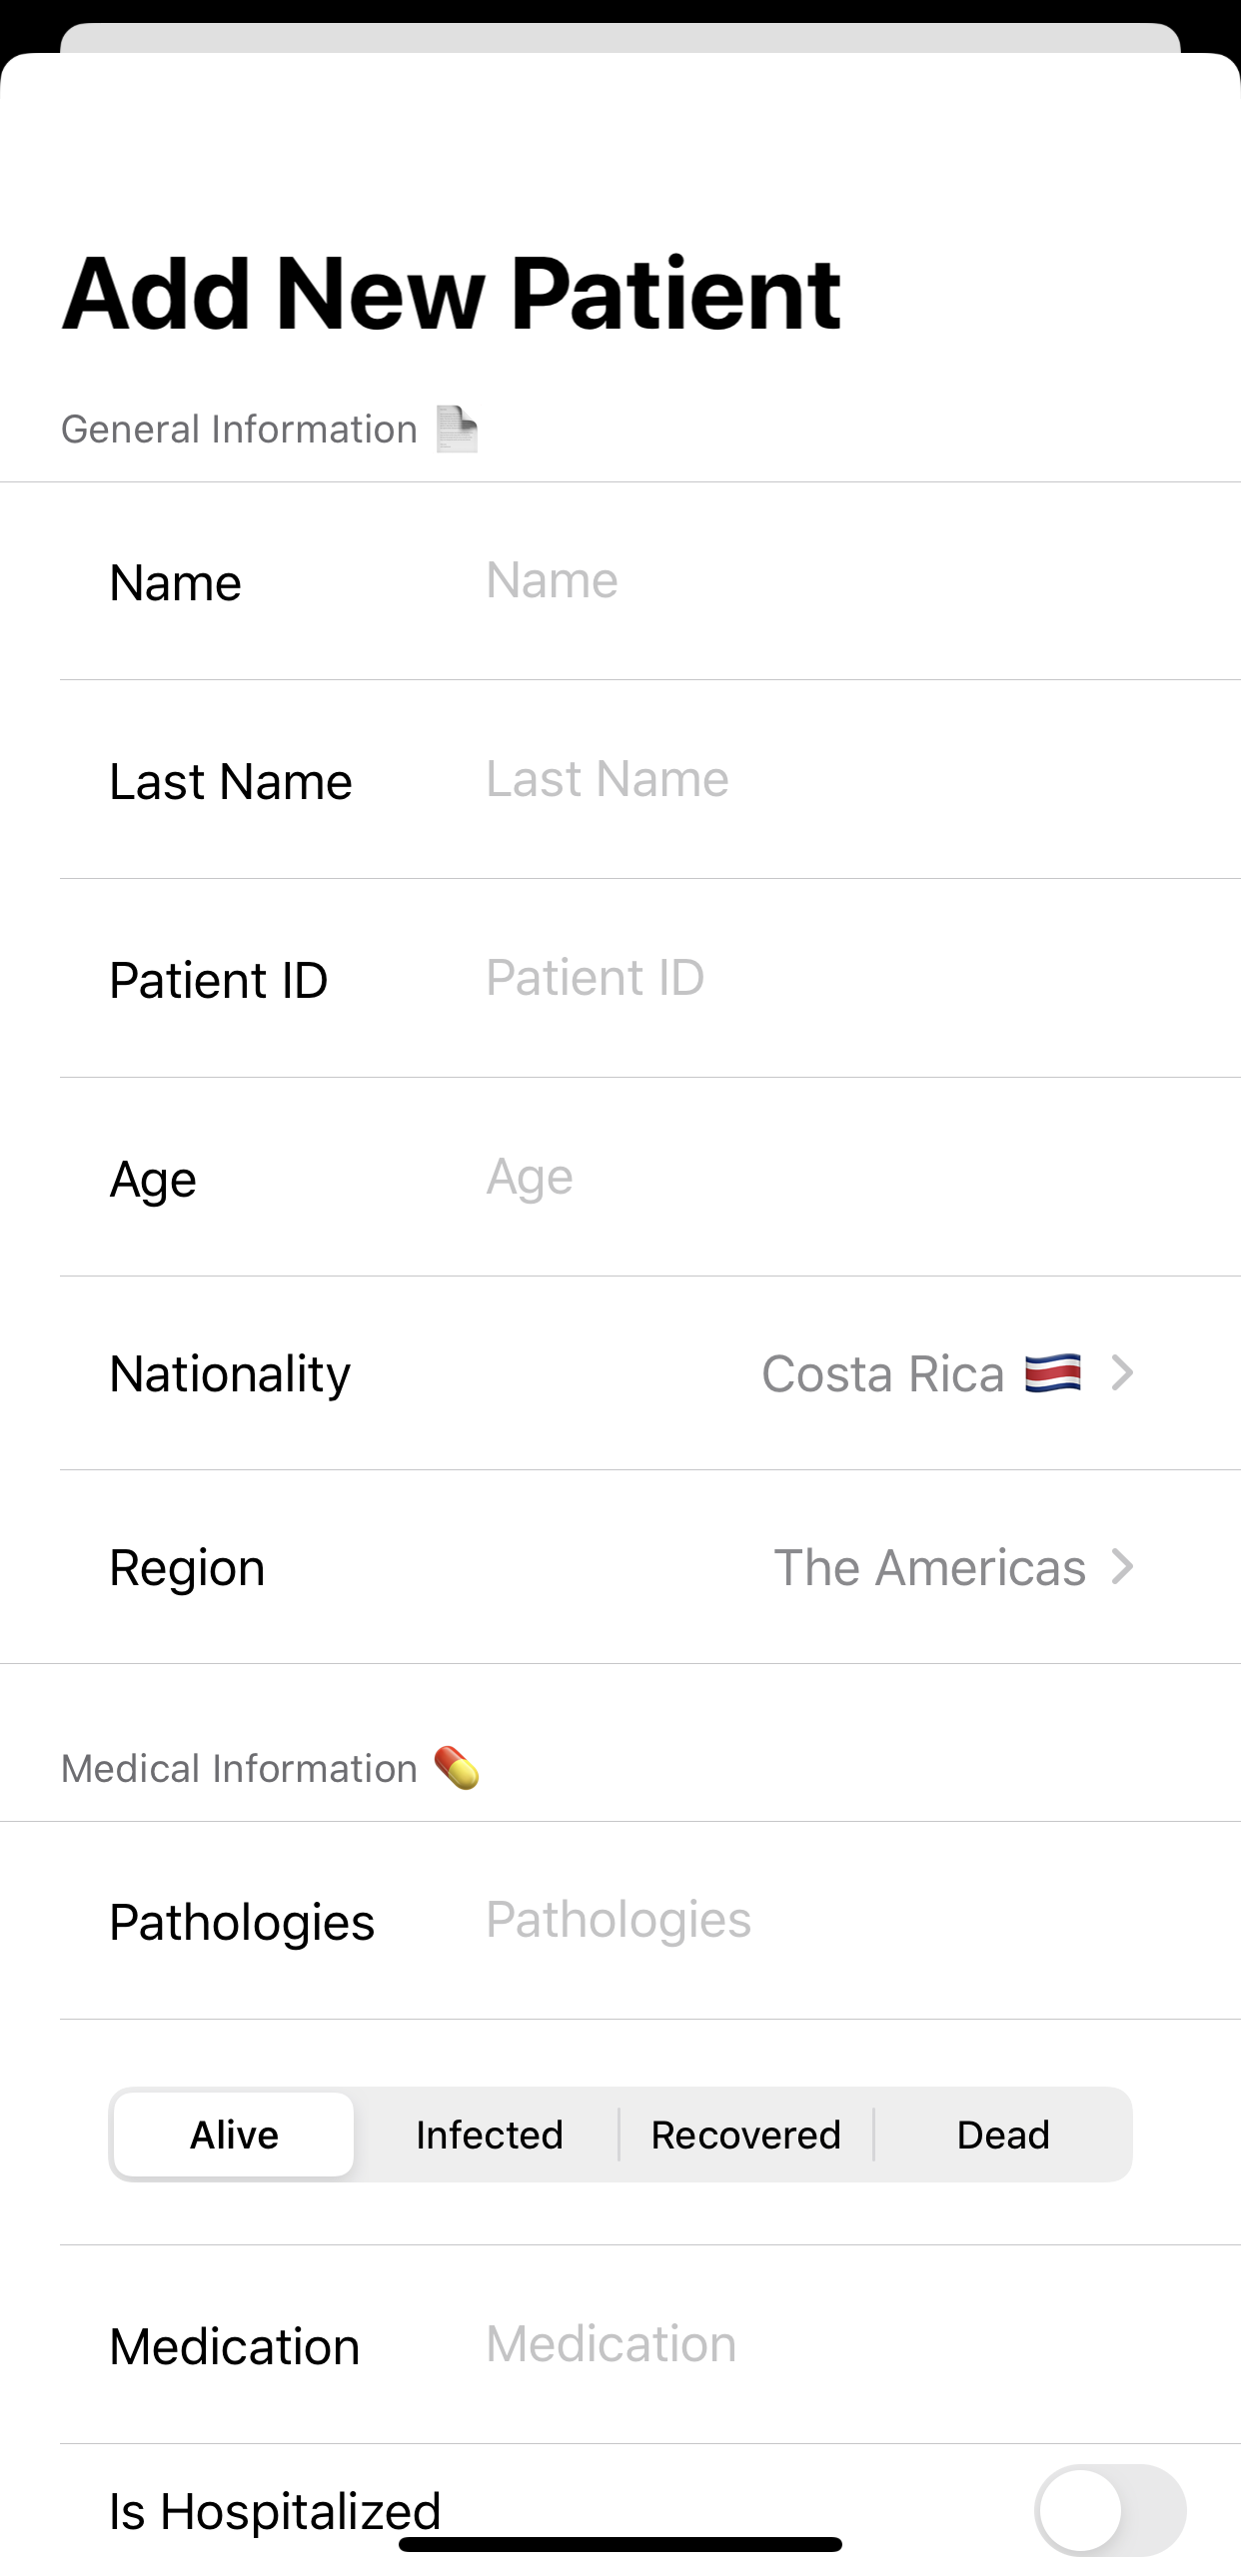 Add New Patient
General Information 📄
Name Name
Last Name Last Name
Patient ID Patient ID
Age Age
Nationality Costa Rica 🇨🇷
Region The Americas
Medical Information 💊
Pathologies Pathologies
Alive Infected Recovered Dead
Medication Medication
Is Hospitalized